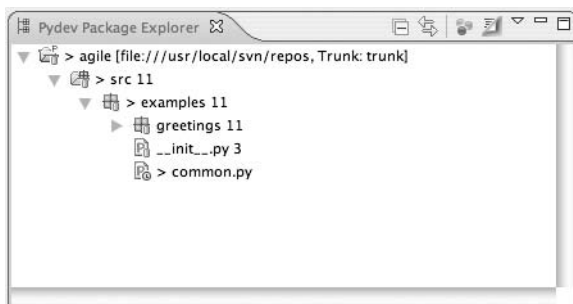 Pydev Package Explorer
> agile [file:///usr/local/svn/repos, Trunk: trunk]
> src 11
> examples 11
greetings 11
__init__.py 3
> common.py